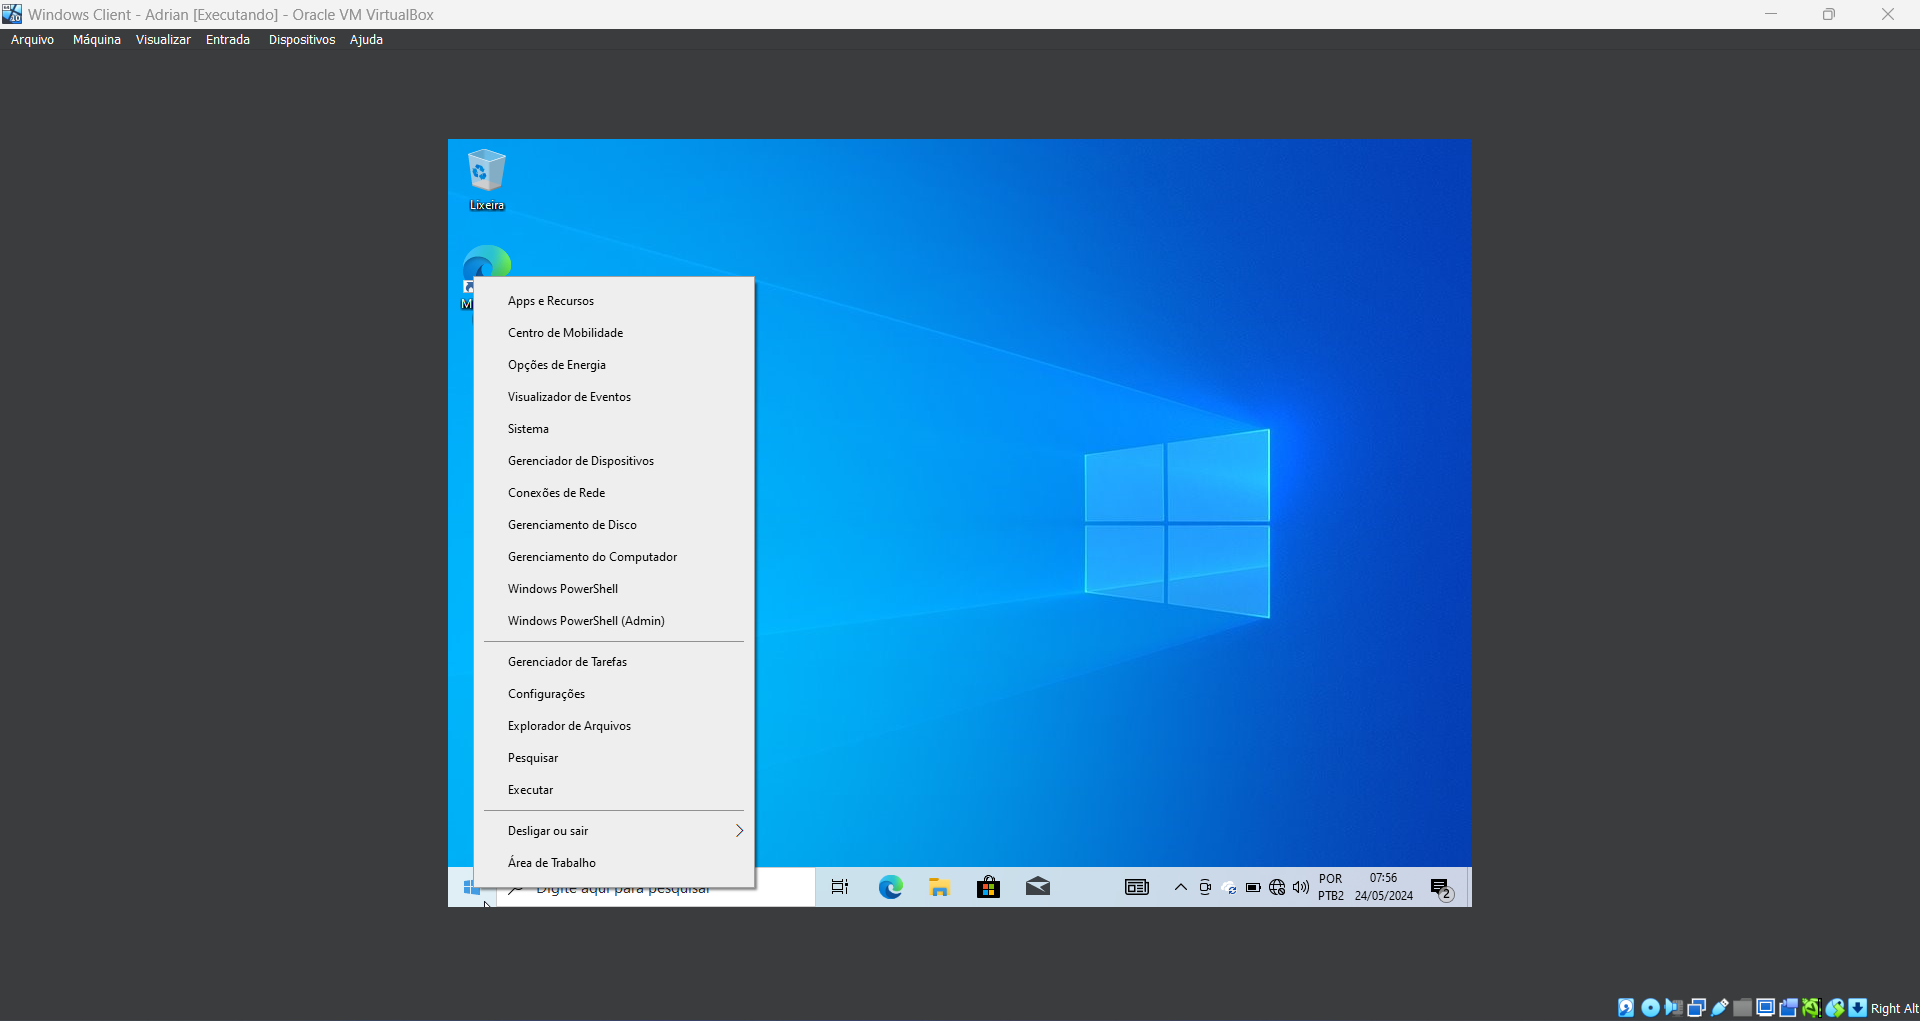 Windows Client - Adrian [Executando] - Oracle VM VirtualBox
Arquivo Máquina Visualizar Entrada Dispositivos Ajuda
Lixeira
M
Apps e Recursos
Centro de Mobilidade
Opções de Energia
Visualizador de Eventos
Sistema
Gerenciador de Dispositivos
Conexões de Rede
Gerenciamento de Disco
Gerenciamento do Computador
Windows PowerShell
Windows PowerShell (Admin)
Gerenciador de Tarefas
Configurações
Explorador de Arquivos
Pesquisar
Executar
Desligar ou sair
Área de Trabalho
Digite aqui para pesquisar
POR 07:56
PTB2 24/05/2024
2
Right Alt